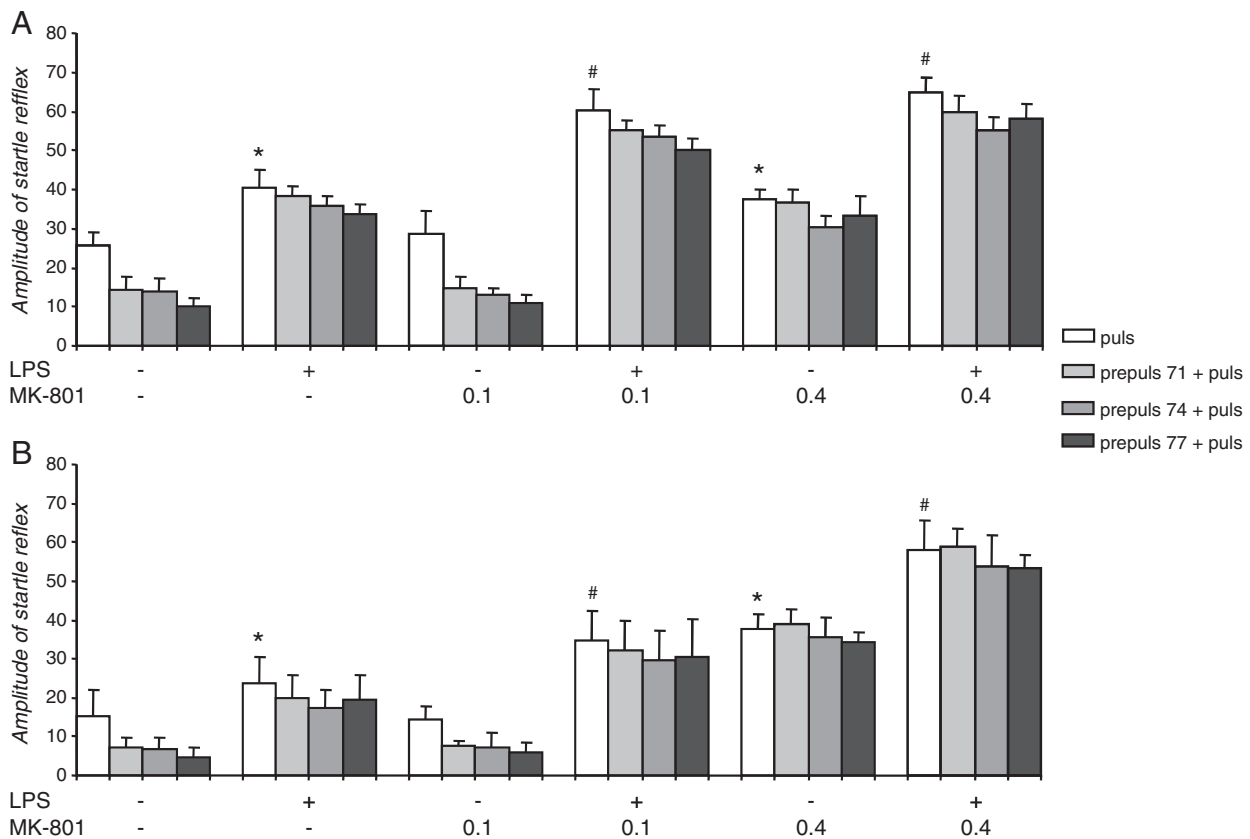 A
80
70
60
50
40
30
20
10
0
Amplitude of startle refflex
*
#
*
#
LPS - + - + - +
MK-801 - - 0.1 0.1 0.4 0.4
puls
prepuls 71 + puls
prepuls 74 + puls
prepuls 77 + puls
B
80
70
60
50
40
30
20
10
0
Amplitude of startle reflex
*
#
*
#
LPS - + - + - +
MK-801 - - 0.1 0.1 0.4 0.4